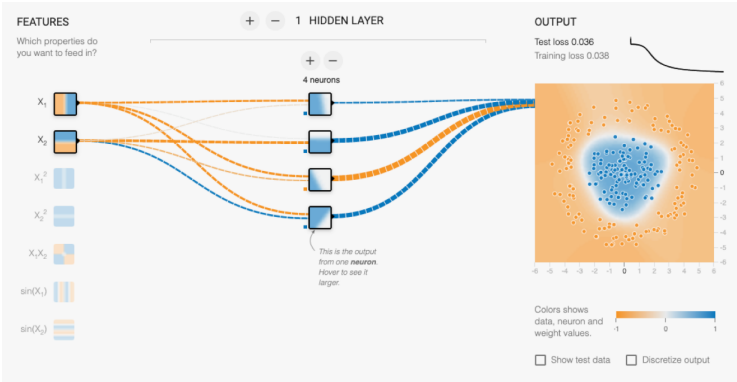 FEATURES
Which properties do
you want to feed in?
X1
X2
X1²
X2²
X1X2
sin(X1)
sin(X2)
+ − 1 HIDDEN LAYER
+ −
4 neurons
This is the output
from one neuron.
Hover to see it
larger.
OUTPUT
Test loss 0.036
Training loss 0.038
6
5
4
3
2
1
0
-1
-2
-3
-4
-5
-6
-6 -5 -4 -3 -2 -1 0 1 2 3 4 5 6
Colors shows
data, neuron and
weight values.
-1 0 1
Show test data
Discretize output